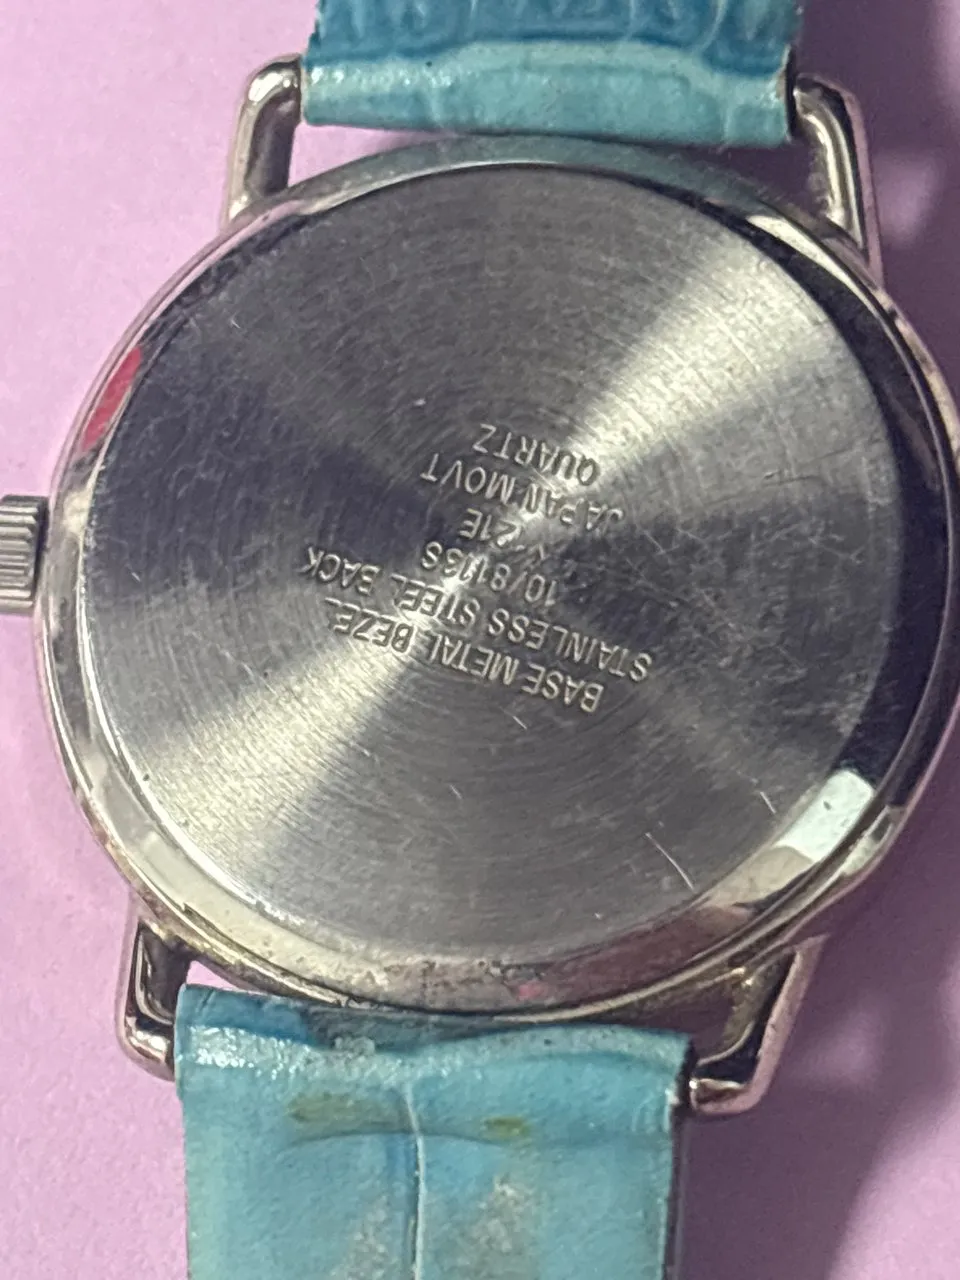 BASE METAL BEZEL
STAINLESS STEEL BACK
10/8113S
21E
JAPAN MOVT
QUARTZ